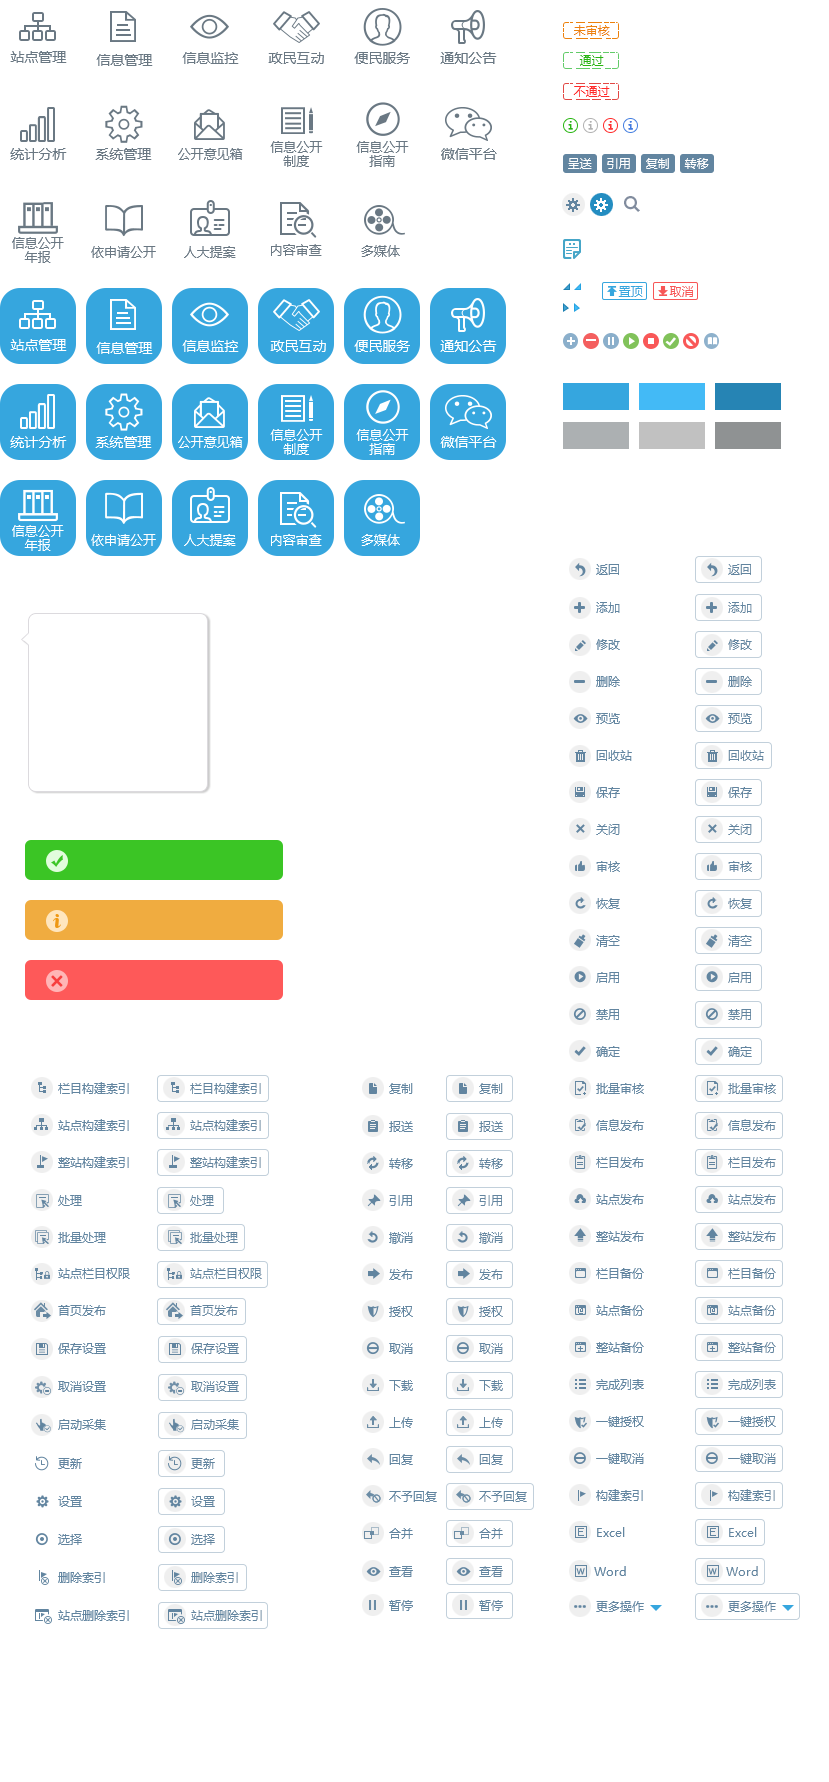 站点管理
信息管理
信息监控
政民互动
便民服务
通知公告
统计分析
系统管理
公开意见箱
信息公开
制度
信息公开
指南
微信平台
信息公开
年报
依申请公开
人大提案
内容审查
多媒体
站点管理
信息管理
信息监控
政民互动
便民服务
通知公告
统计分析
系统管理
公开意见箱
信息公开
制度
信息公开
指南
微信平台
信息公开
年报
依申请公开
人大提案
内容审查
多媒体
未审核
通过
不通过
呈送
引用
复制
转移
置顶
取消
返回
返回
添加
添加
修改
修改
删除
删除
预览
预览
回收站
回收站
保存
保存
关闭
关闭
审核
审核
恢复
恢复
清空
清空
启用
启用
禁用
禁用
确定
确定
栏目构建索引
栏目构建索引
站点构建索引
站点构建索引
整站构建索引
整站构建索引
处理
处理
批量处理
批量处理
站点栏目权限
站点栏目权限
首页发布
首页发布
保存设置
保存设置
取消设置
取消设置
启动采集
启动采集
更新
更新
设置
设置
选择
选择
删除索引
删除索引
站点删除索引
站点删除索引
复制
复制
报送
报送
转移
转移
引用
引用
撤消
撤消
发布
发布
授权
授权
取消
取消
下载
下载
上传
上传
回复
回复
不予回复
不予回复
合并
合并
查看
查看
暂停
暂停
批量审核
批量审核
信息发布
信息发布
栏目发布
栏目发布
站点发布
站点发布
整站发布
整站发布
栏目备份
栏目备份
站点备份
站点备份
整站备份
整站备份
完成列表
完成列表
一键授权
一键授权
一键取消
一键取消
构建索引
构建索引
Excel
Excel
Word
Word
更多操作
更多操作